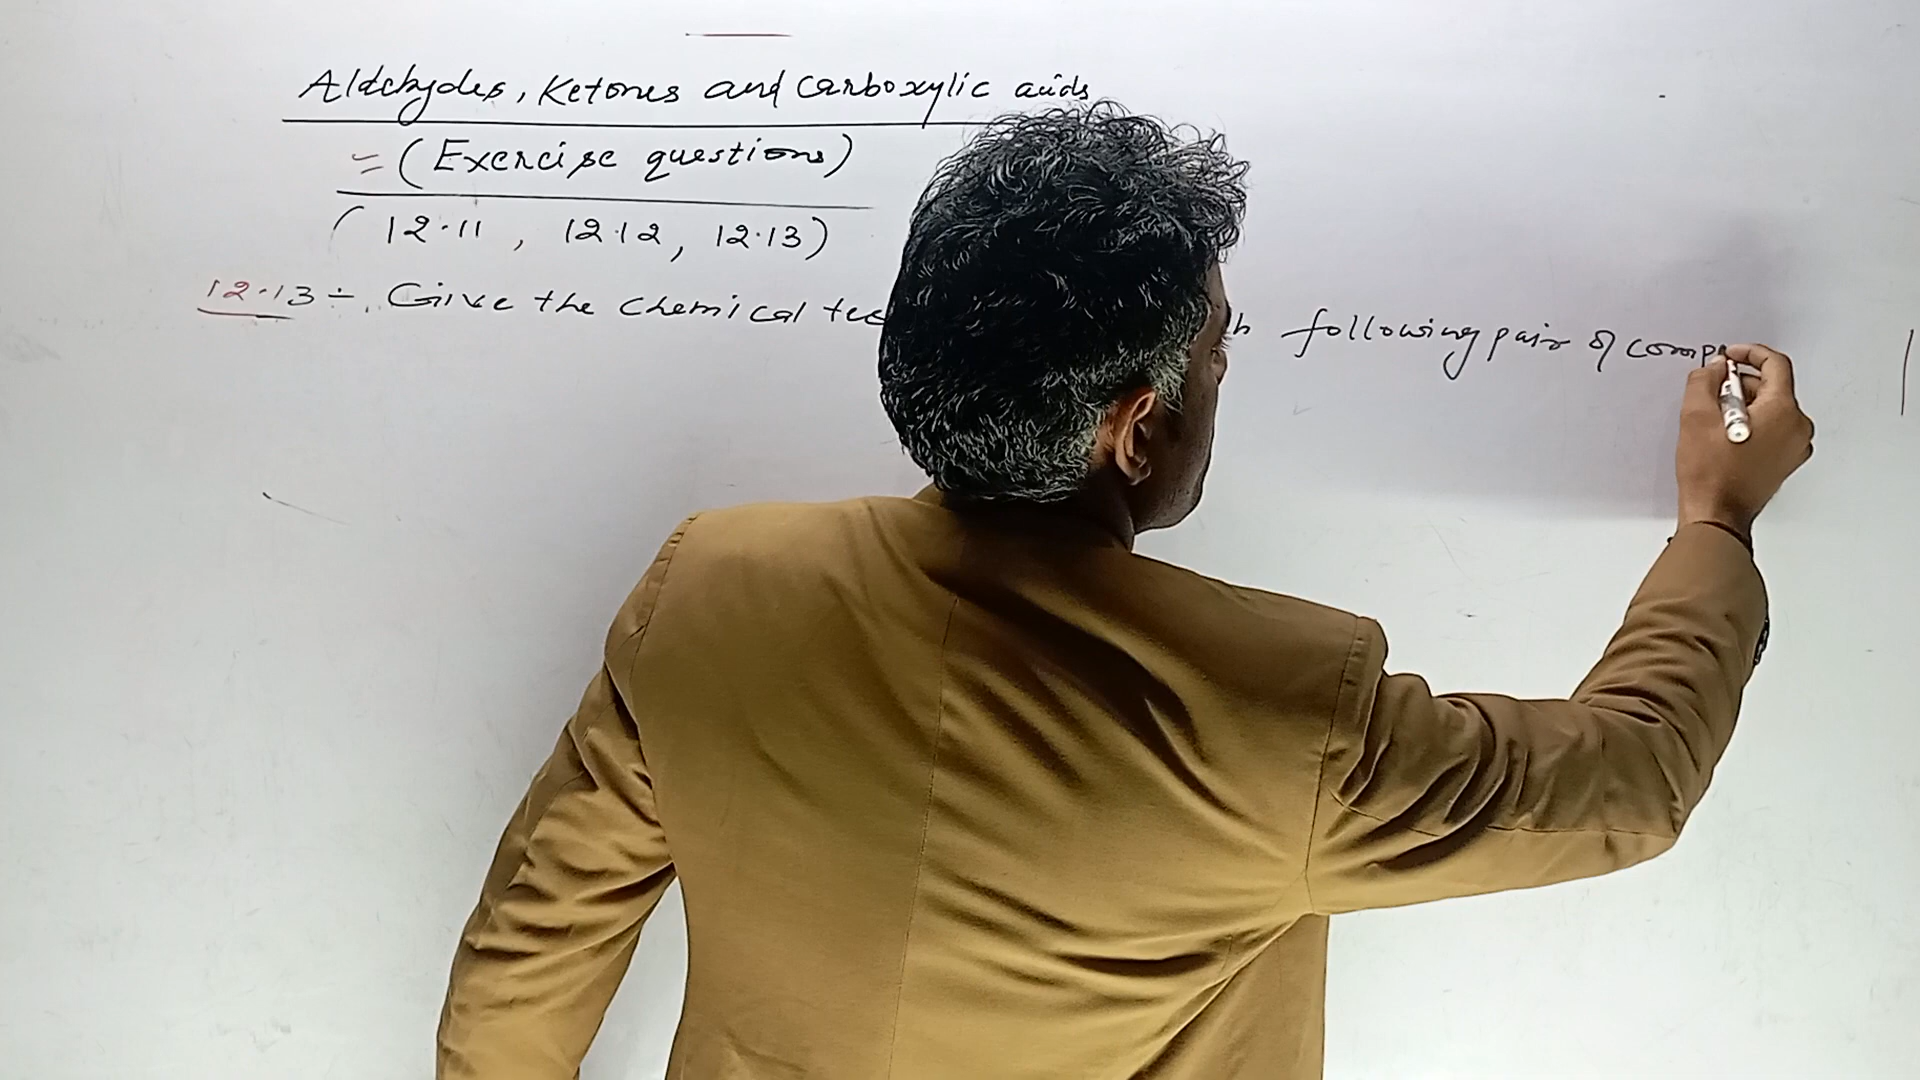 Aldehydes, Ketones and carboxylic acids
= (Exercise questions)
( 12.11 , 12.12, 12.13)
12.13 ÷ . Give the chemical following pair of comp